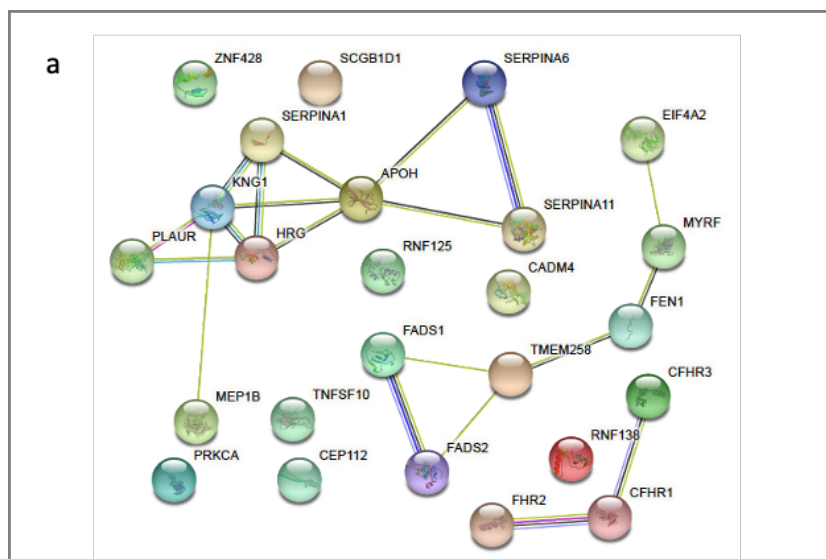 a
ZNF428
SCGB1D1
SERPINA6
SERPINA1
EIF4A2
APOH
KNG1
SERPINA11
MYRF
PLAUR
HRG
RNF125
CADM4
FEN1
FADS1
TMEM258
CFHR3
MEP1B
TNFSF10
RNF138
PRKCA
CEP112
FADS2
FHR2
CFHR1